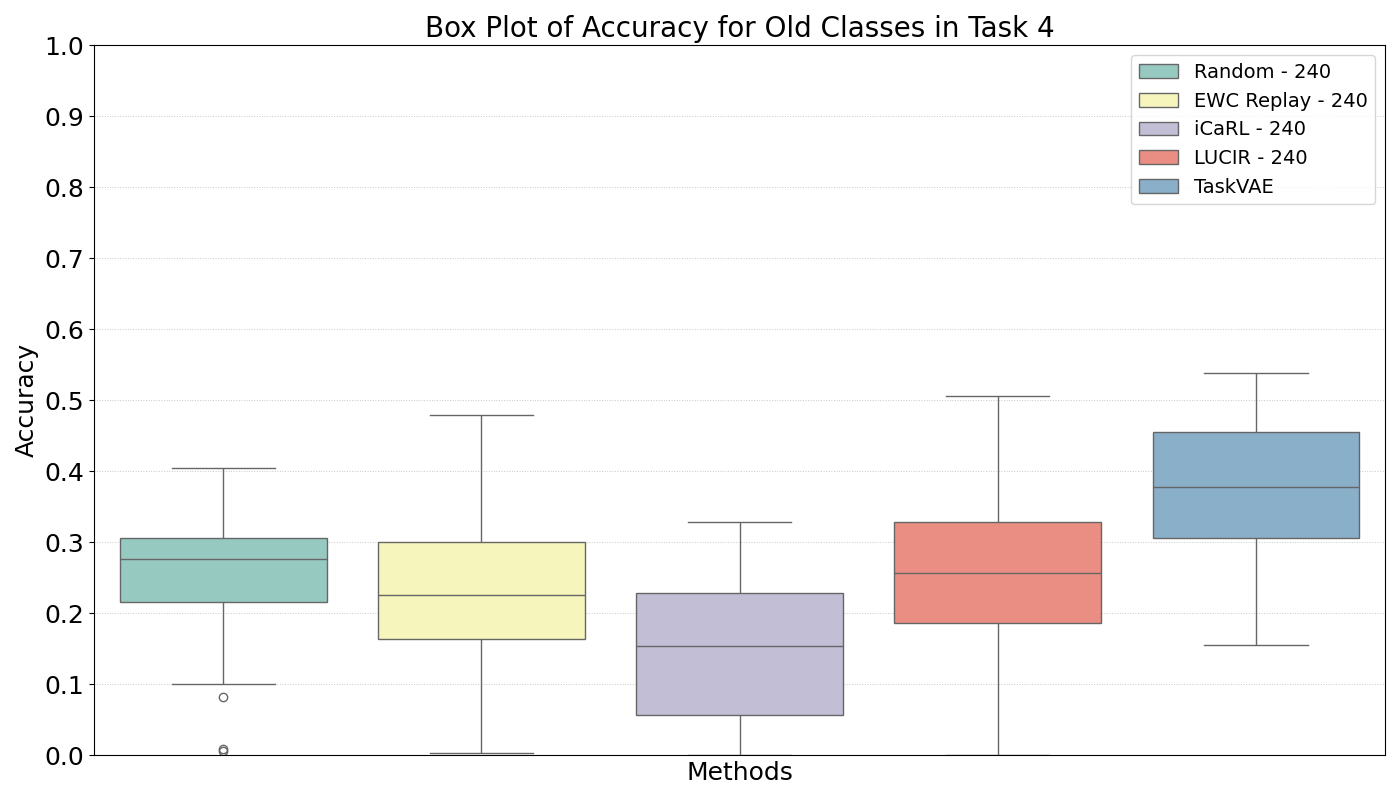 Box Plot of Accuracy for Old Classes in Task 4
1.0
0.9
0.8
0.7
0.6
0.5
0.4
0.3
0.2
0.1
0.0
Accuracy
Methods
Random - 240
EWC Replay - 240
iCaRL - 240
LUCIR - 240
TaskVAE